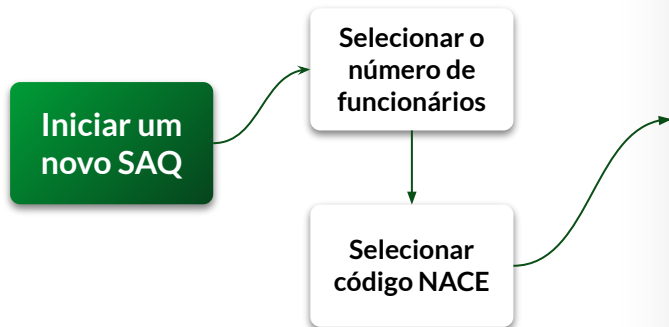 Iniciar um
novo SAQ
Selecionar o
número de
funcionários
Selecionar
código NACE